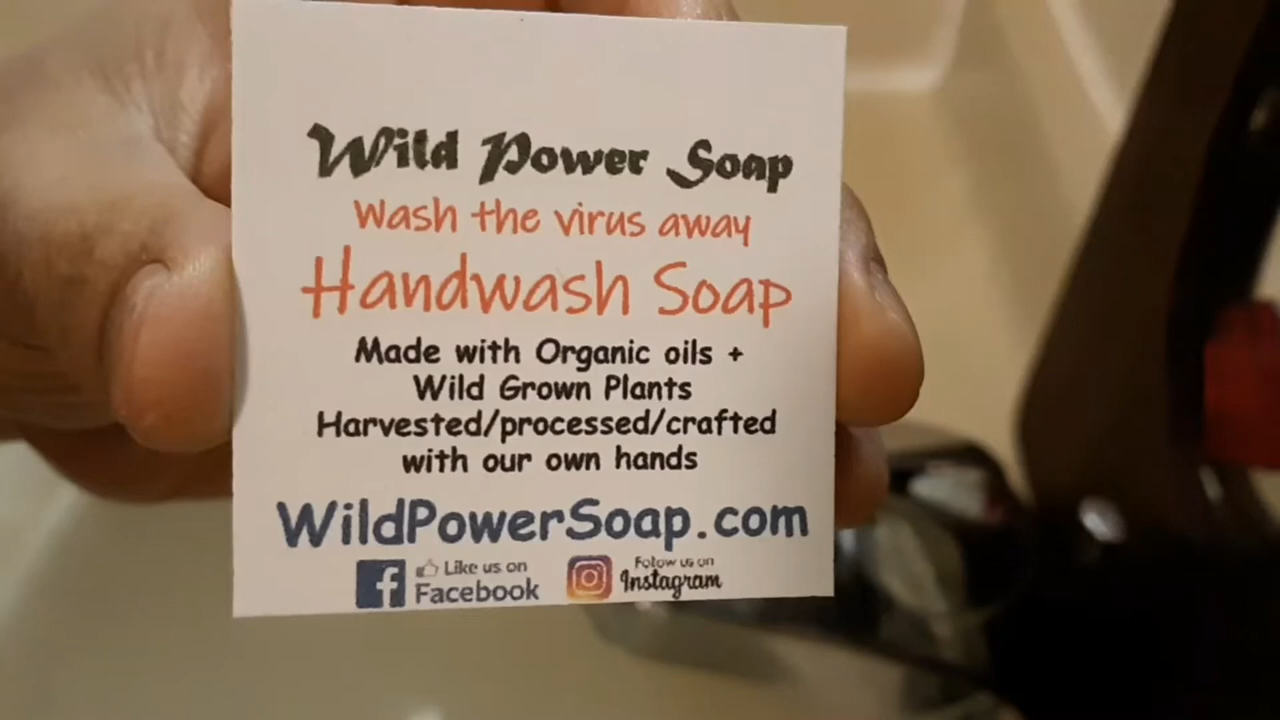 Wild Power Soap
Wash the virus away
Handwash Soap
Made with Organic oils +
Wild Grown Plants
Harvested/processed/crafted
with our own hands
WildPowerSoap.com
Like us on
Facebook
Follow us on
Instagram